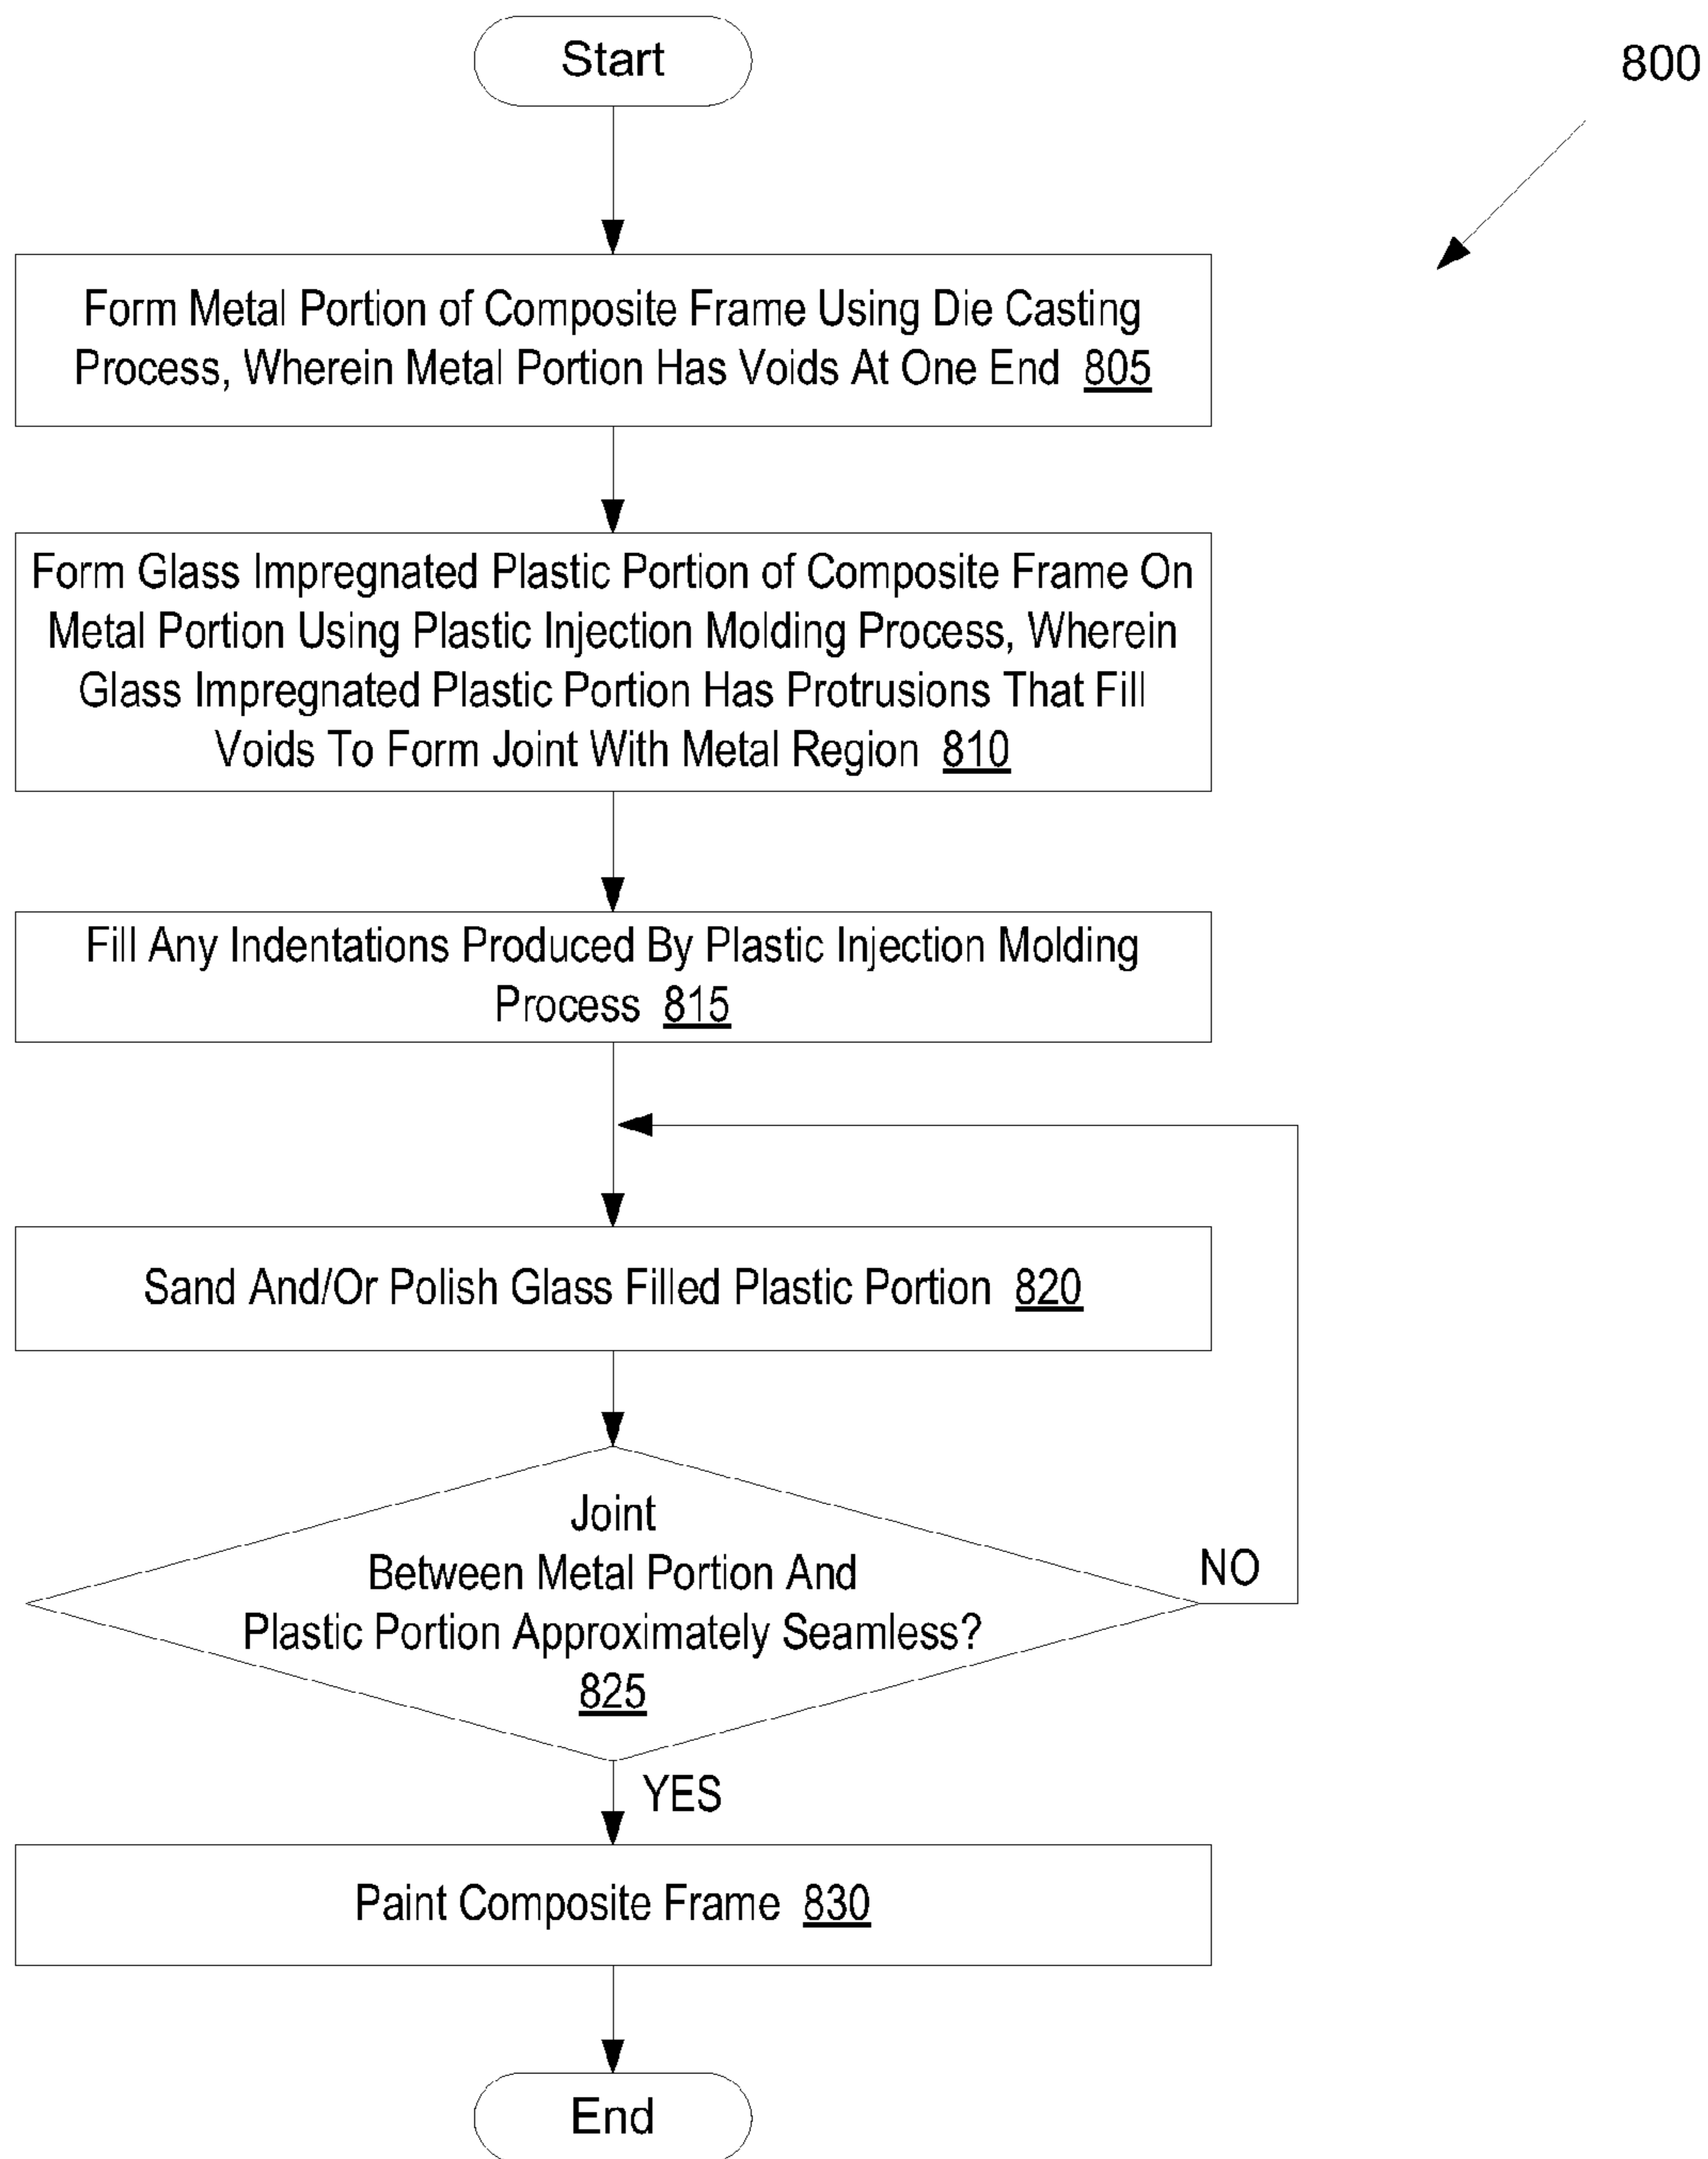 Start
800
Form Metal Portion of Composite Frame Using Die Casting
Process, Wherein Metal Portion Has Voids At One End 805
Form Glass Impregnated Plastic Portion of Composite Frame On
Metal Portion Using Plastic Injection Molding Process, Wherein
Glass Impregnated Plastic Portion Has Protrusions That Fill
Voids To Form Joint With Metal Region 810
Fill Any Indentations Produced By Plastic Injection Molding
Process 815
Sand And/Or Polish Glass Filled Plastic Portion 820
Joint
Between Metal Portion And
Plastic Portion Approximately Seamless?
825
NO
YES
Paint Composite Frame 830
End